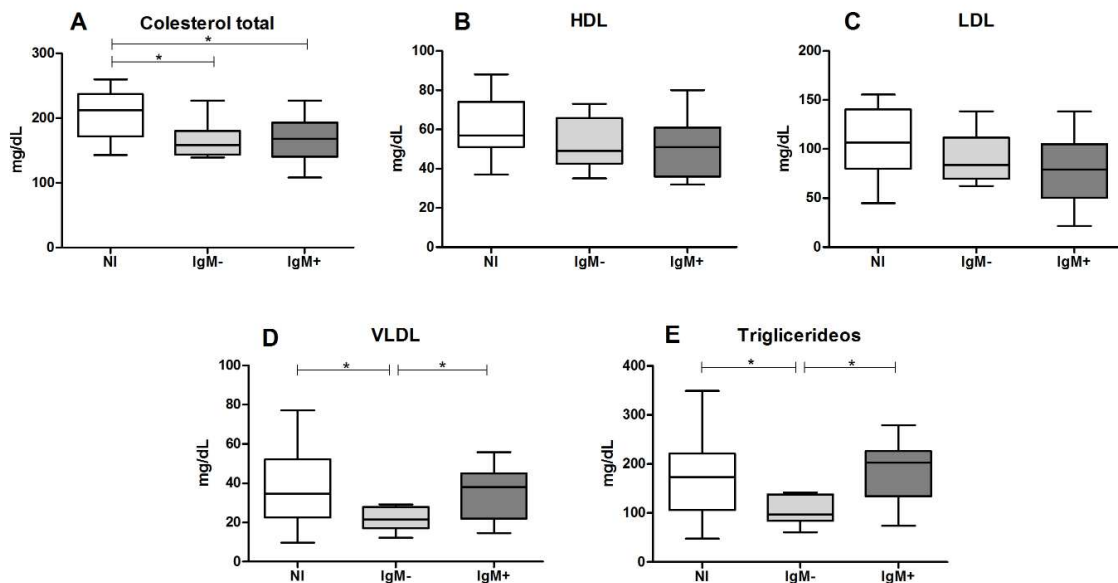 A
Colesterol total
*
*
300
200
100
0
mg/dL
NI
IgM-
IgM+
B
HDL
100
80
60
40
20
0
mg/dL
NI
IgM-
IgM+
C
LDL
200
150
100
50
0
mg/dL
NI
IgM-
IgM+
D
VLDL
*
*
100
80
60
40
20
0
mg/dL
NI
IgM-
IgM+
E
Triglicerideos
*
*
400
300
200
100
0
mg/dL
NI
IgM-
IgM+